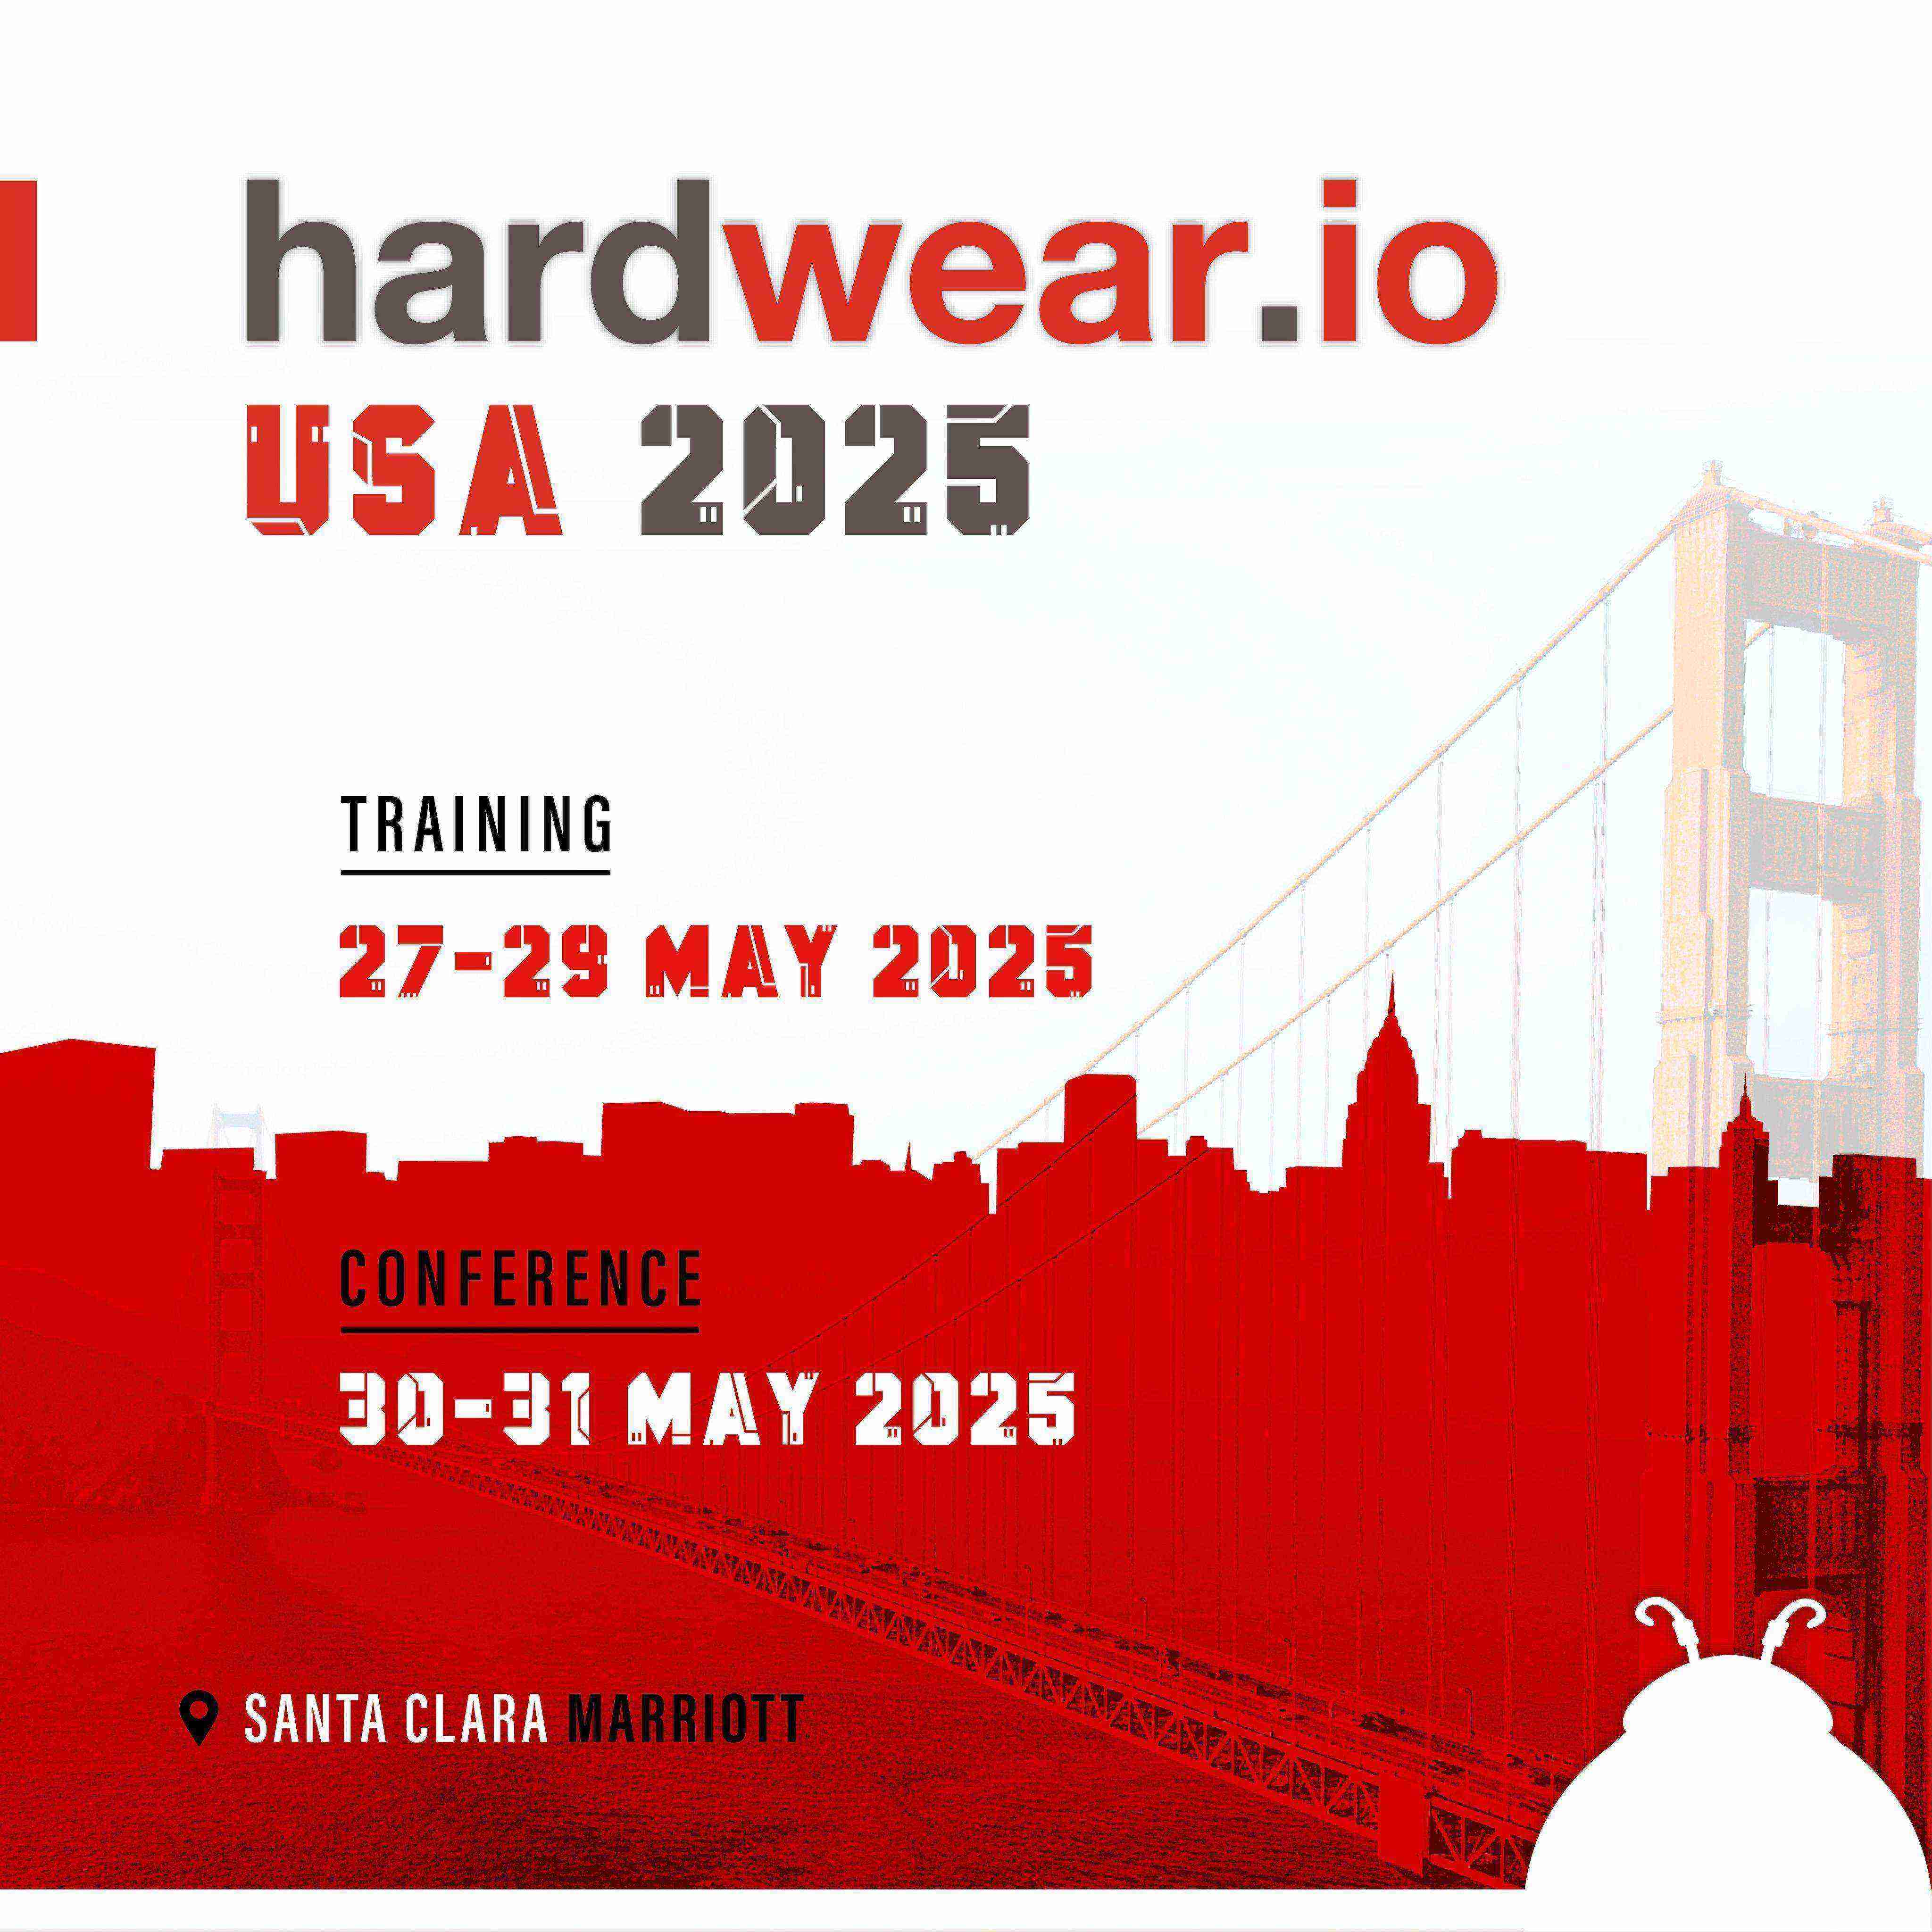 hardwear.io
USA 2025
TRAINING
27-29 MAY 2025
CONFERENCE
30-31 MAY 2025
SANTA CLARA MARRIOTT